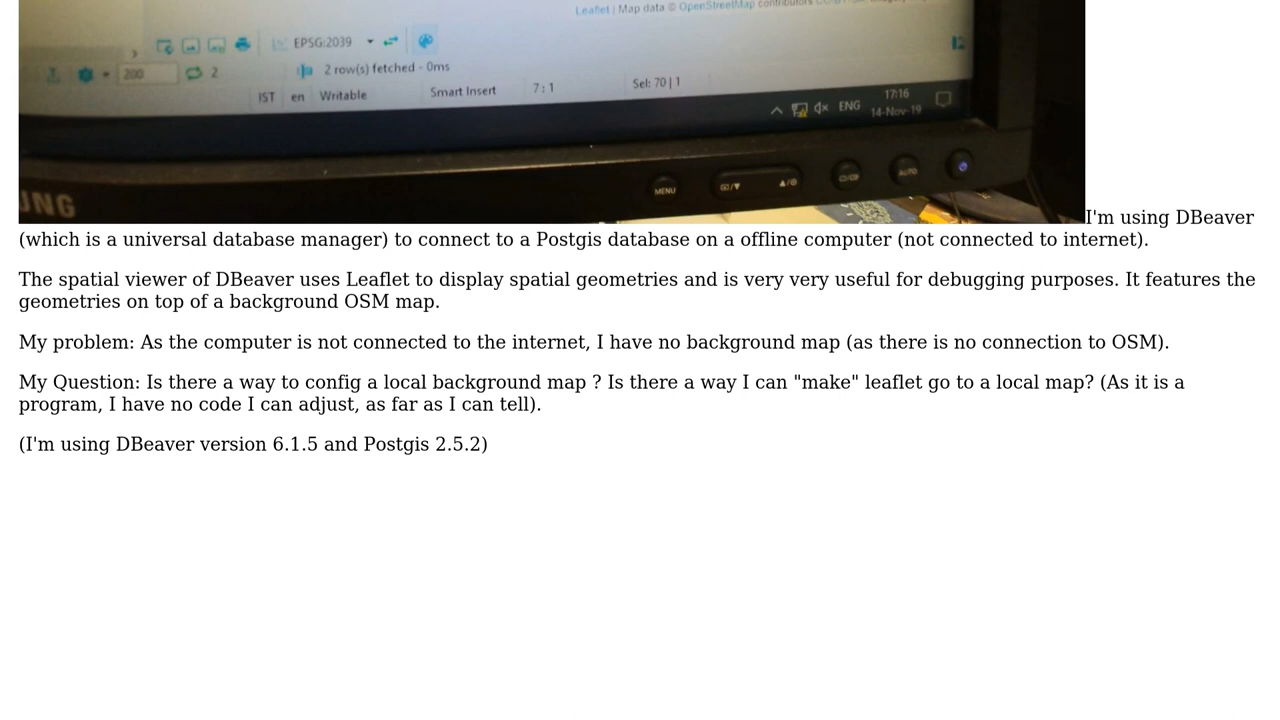 Leaflet | Map data © OpenStreetMap contributors
EPSG:2039
200 2 2 row(s) fetched - 0ms
IST en Writable Smart Insert 7 : 1 Sel: 70 | 1
ENG 17:16
14-Nov-19
MENU AUTO
UNG
I'm using DBeaver
(which is a universal database manager) to connect to a Postgis database on a offline computer (not connected to internet).
The spatial viewer of DBeaver uses Leaflet to display spatial geometries and is very very useful for debugging purposes. It features the
geometries on top of a background OSM map.
My problem: As the computer is not connected to the internet, I have no background map (as there is no connection to OSM).
My Question: Is there a way to config a local background map ? Is there a way I can "make" leaflet go to a local map? (As it is a
program, I have no code I can adjust, as far as I can tell).
(I'm using DBeaver version 6.1.5 and Postgis 2.5.2)